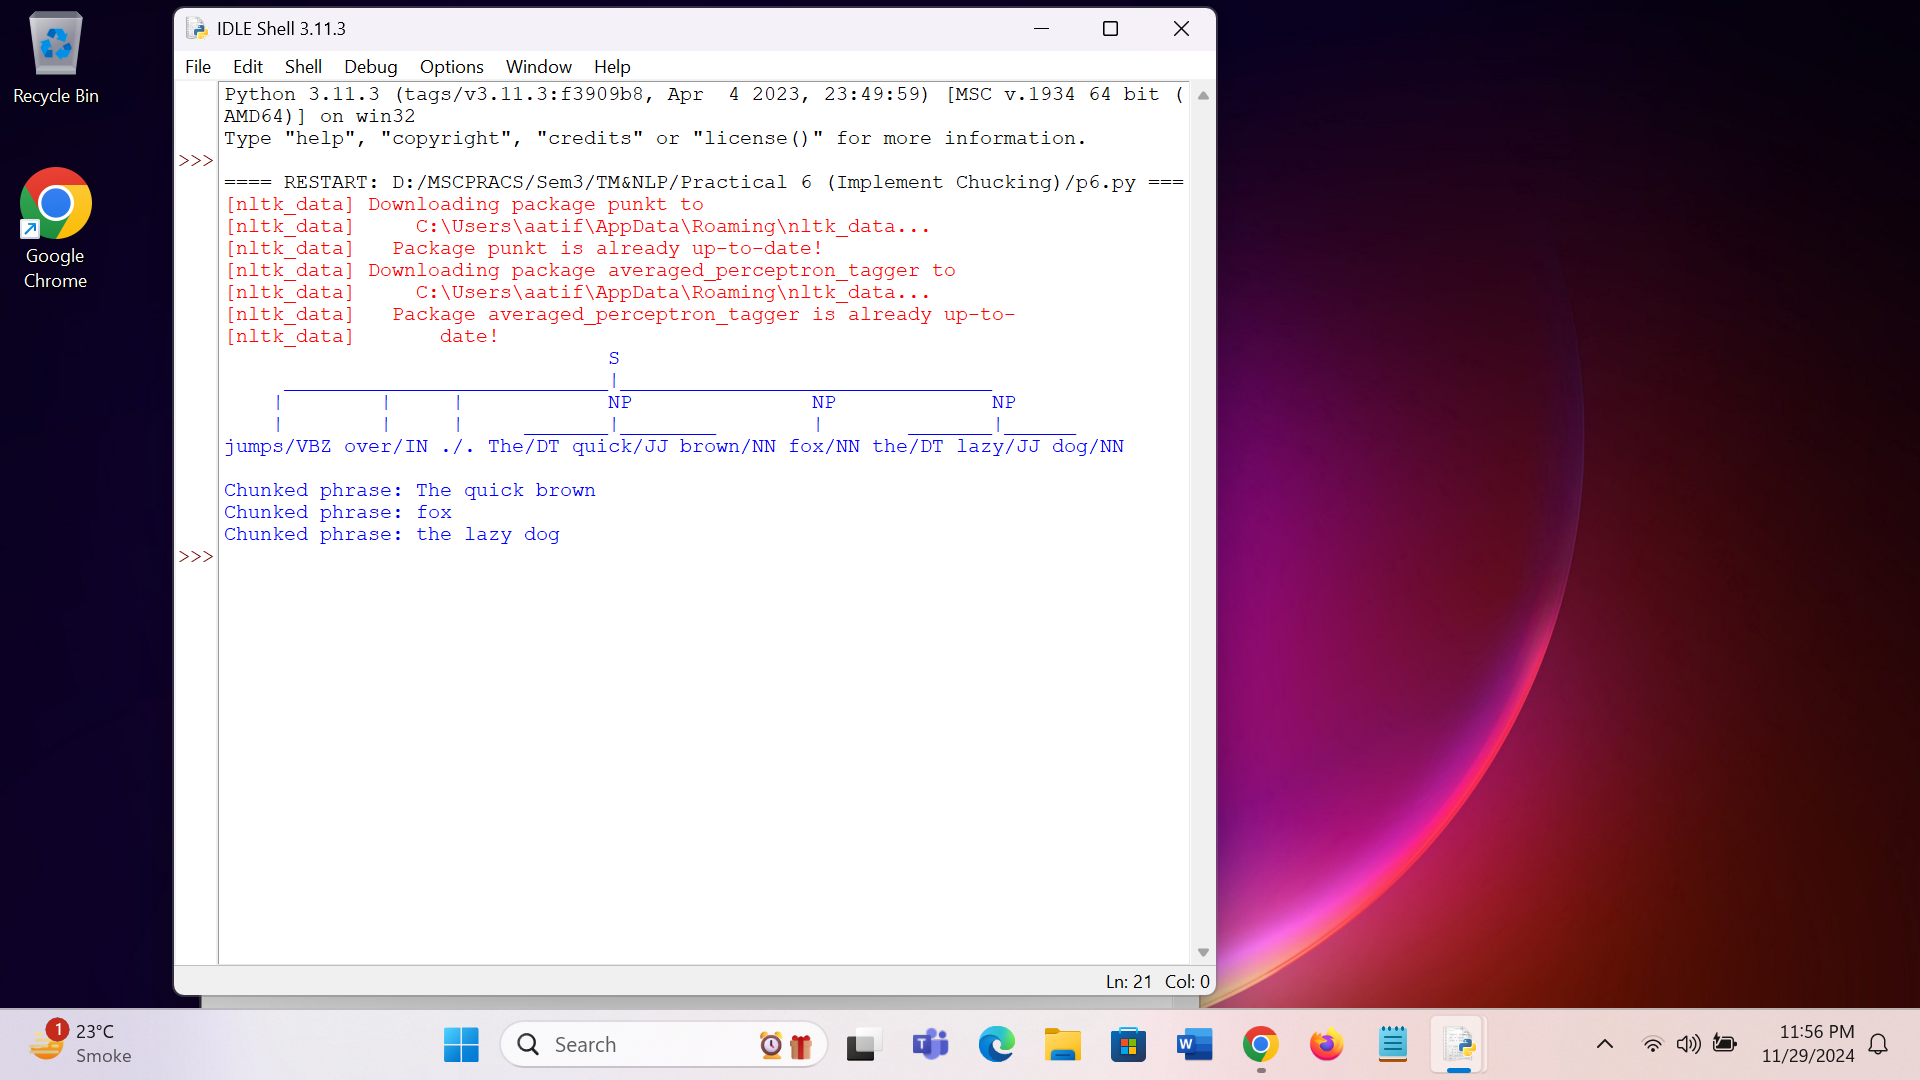 Recycle Bin
Google
Chrome
IDLE Shell 3.11.3
File Edit Shell Debug Options Window Help
Python 3.11.3 (tags/v3.11.3:f3909b8, Apr  4 2023, 23:49:59) [MSC v.1934 64 bit (
AMD64)] on win32
Type "help", "copyright", "credits" or "license()" for more information.
>>>
==== RESTART: D:/MSCPRACS/Sem3/TM&NLP/Practical 6 (Implement Chucking)/p6.py ===
[nltk_data] Downloading package punkt to
[nltk_data]     C:\Users\aatif\AppData\Roaming\nltk_data...
[nltk_data]   Package punkt is already up-to-date!
[nltk_data] Downloading package averaged_perceptron_tagger to
[nltk_data]     C:\Users\aatif\AppData\Roaming\nltk_data...
[nltk_data]   Package averaged_perceptron_tagger is already up-to-
[nltk_data]       date!
S
NP NP NP
jumps/VBZ over/IN ./. The/DT quick/JJ brown/NN fox/NN the/DT lazy/JJ dog/NN
Chunked phrase: The quick brown
Chunked phrase: fox
Chunked phrase: the lazy dog
>>>
Ln: 21 Col: 0
1
23°C
Smoke
Search
11:56 PM
11/29/2024